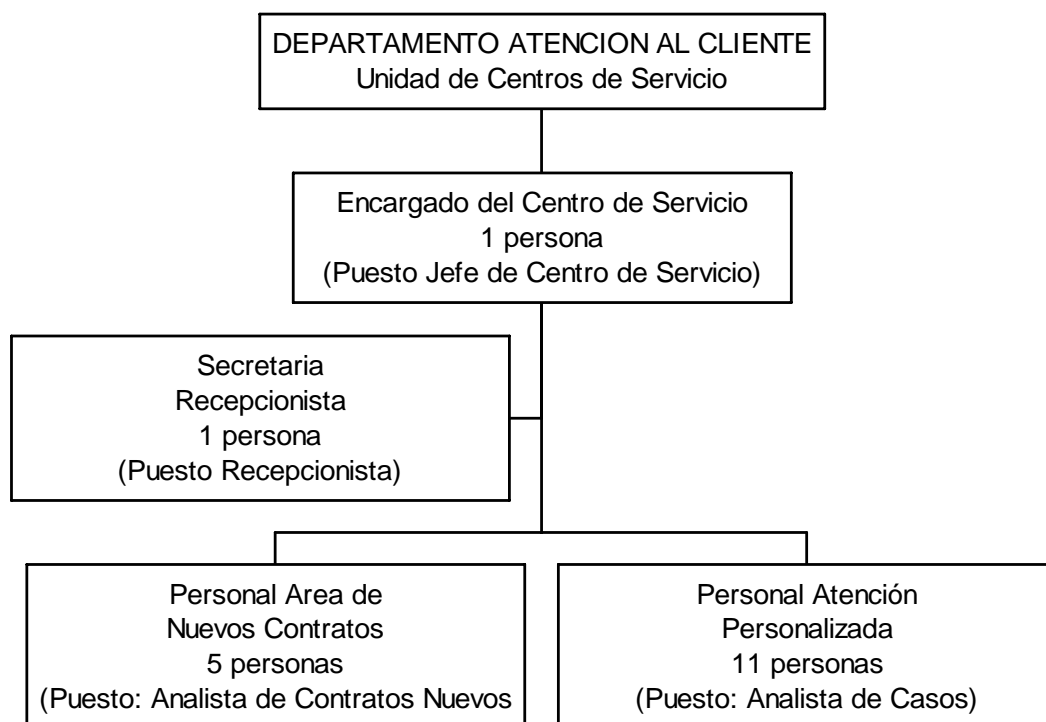 DEPARTAMENTO ATENCION AL CLIENTE
Unidad de Centros de Servicio
Encargado del Centro de Servicio
1 persona
(Puesto Jefe de Centro de Servicio)
Secretaria
Recepcionista
1 persona
(Puesto Recepcionista)
Personal Area de
Nuevos Contratos
5 personas
(Puesto: Analista de Contratos Nuevos
Personal Atención
Personalizada
11 personas
(Puesto: Analista de Casos)